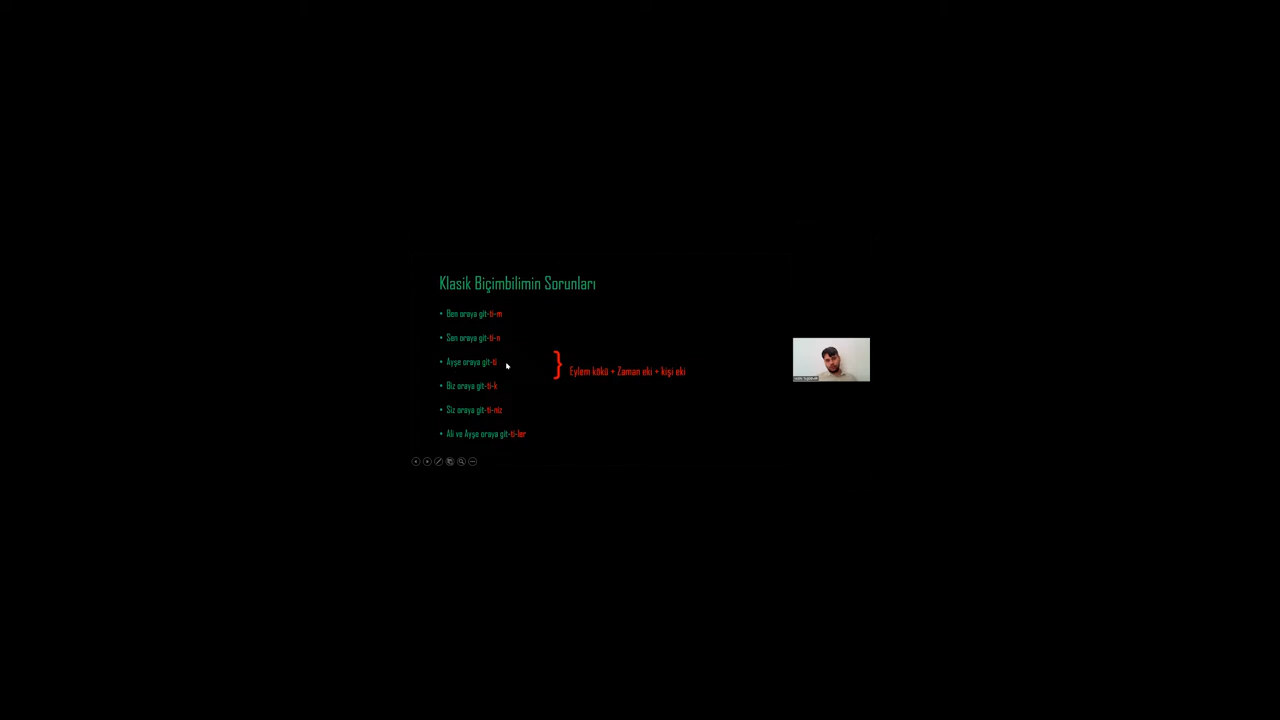 Klasik Biçimbilimin Sorunları
• Ben oraya git-ti-m
• Sen oraya git-ti-n
• Ayşe oraya git-ti
• Biz oraya git-ti-k
• Siz oraya git-ti-niz
• Ali ve Ayşe oraya git-ti-ler
} Eylem kökü + Zaman eki + kişi eki